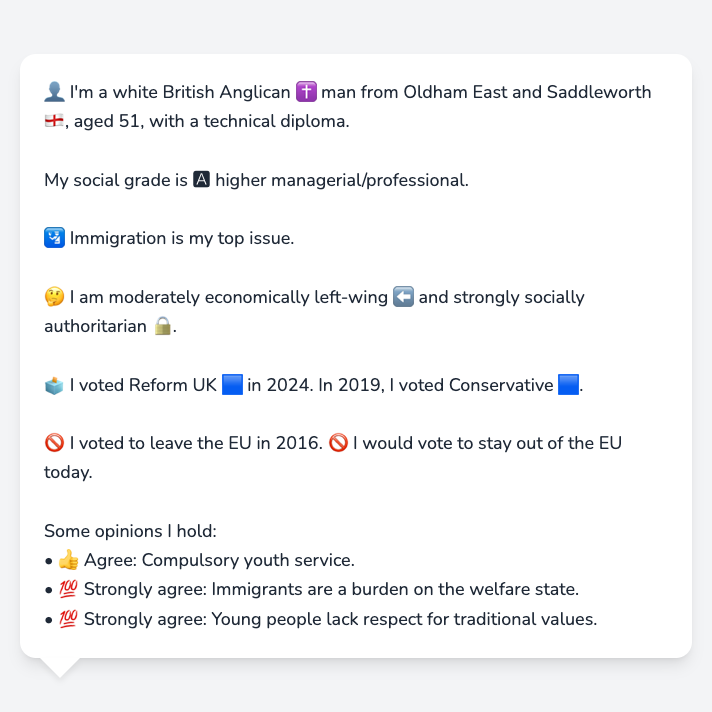 👤 I'm a white British Anglican ✝️ man from Oldham East and Saddleworth
🏴󠁧󠁢󠁥󠁮󠁧󠁿, aged 51, with a technical diploma.
My social grade is 🅰 higher managerial/professional.
🛂 Immigration is my top issue.
🤔 I am moderately economically left-wing ⬅️ and strongly socially
authoritarian 🔒.
🗳️ I voted Reform UK 🟦 in 2024. In 2019, I voted Conservative 🟦.
🚫 I voted to leave the EU in 2016. 🚫 I would vote to stay out of the EU
today.
Some opinions I hold:
• 👍 Agree: Compulsory youth service.
• 💯 Strongly agree: Immigrants are a burden on the welfare state.
• 💯 Strongly agree: Young people lack respect for traditional values.